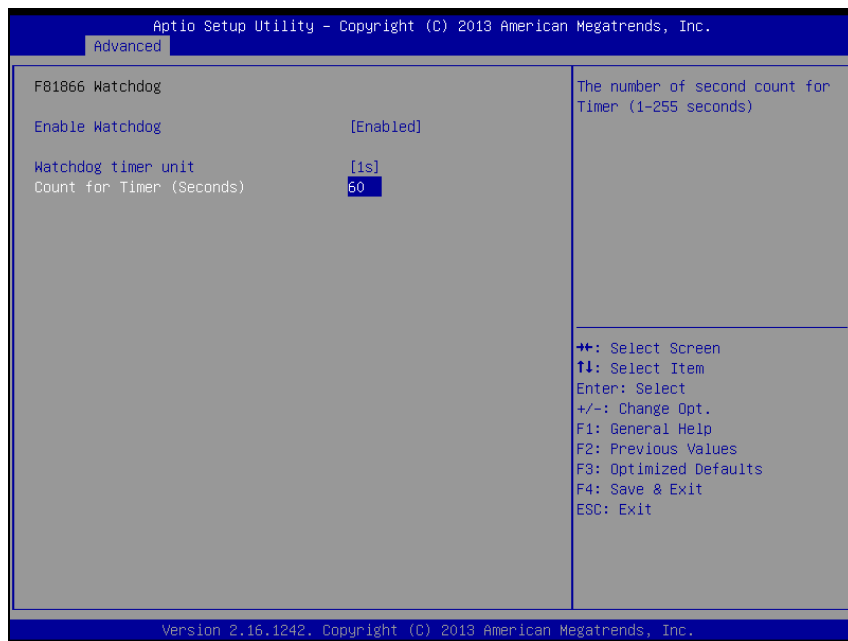 Aptio Setup Utility – Copyright (C) 2013 American Megatrends, Inc.
Advanced
F81866 Watchdog
Enable Watchdog [Enabled]
Watchdog timer unit [1s]
Count for Timer (Seconds) 60
The number of second count for
Timer (1-255 seconds)
→←: Select Screen
↑↓: Select Item
Enter: Select
+/-: Change Opt.
F1: General Help
F2: Previous Values
F3: Optimized Defaults
F4: Save & Exit
ESC: Exit
Version 2.16.1242. Copyright (C) 2013 American Megatrends, Inc.